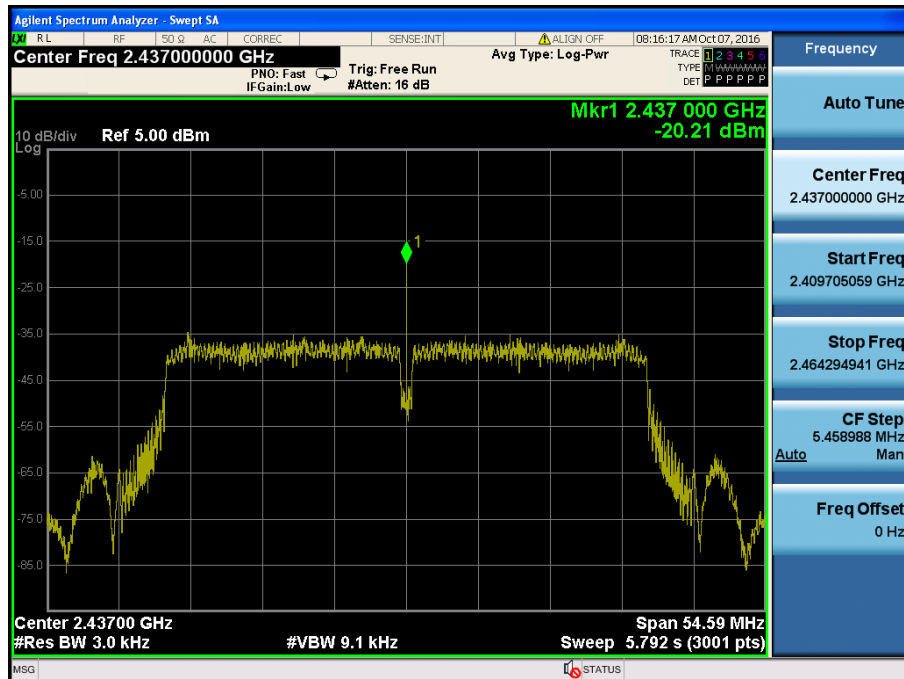 Agilent Spectrum Analyzer - Swept SA
LXI RL RF 50 Ω AC CORREC SENSE:INT ALIGN OFF 08:16:17 AM Oct 07, 2016
Center Freq 2.437000000 GHz
PNO: Fast
IFGain:Low
Trig: Free Run
#Atten: 16 dB
Avg Type: Log-Pwr
TRACE 1 2 3 4 5 6
TYPE M WWWWW
DET P P P P P P
Mkr1 2.437 000 GHz
-20.21 dBm
10 dB/div Ref 5.00 dBm
Log
-5.00
-15.0
-25.0
-35.0
-45.0
-55.0
-65.0
-75.0
-85.0
1
Center 2.43700 GHz
Span 54.59 MHz
#Res BW 3.0 kHz
#VBW 9.1 kHz
Sweep 5.792 s (3001 pts)
MSG
STATUS
Frequency
Auto Tune
Center Freq
2.437000000 GHz
Start Freq
2.409705059 GHz
Stop Freq
2.464294941 GHz
CF Step
5.458988 MHz
Auto Man
Freq Offset
0 Hz